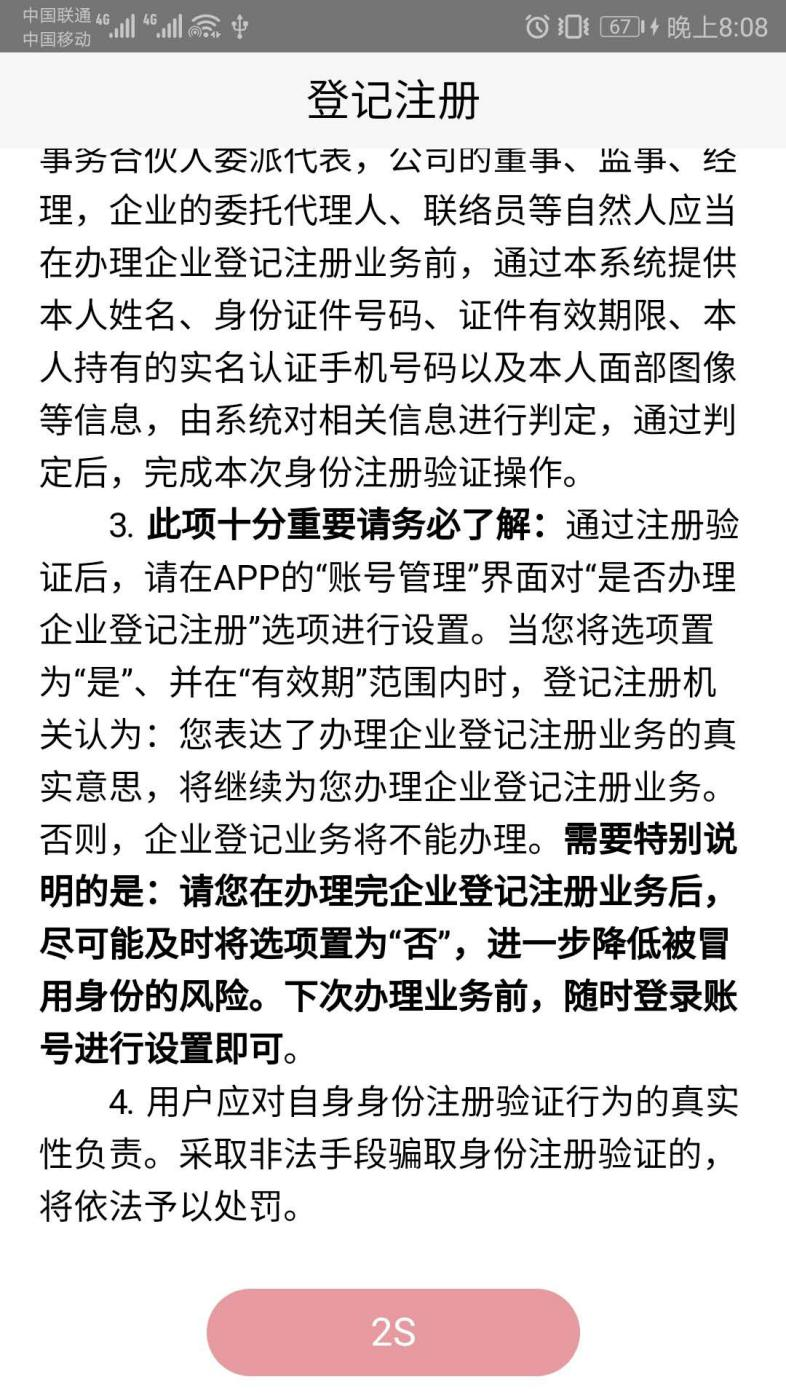 中国联通 4G 4G 67 晚上8:08
中国移动
登记注册
事务合伙人委派代表，公司的董事、监事、经
理，企业的委托代理人、联络员等自然人应当
在办理企业登记注册业务前，通过本系统提供
本人姓名、身份证件号码、证件有效期限、本
人持有的实名认证手机号码以及本人面部图像
等信息，由系统对相关信息进行判定，通过判
定后，完成本次身份注册验证操作。
3. 此项十分重要请务必了解：通过注册验
证后，请在APP的“账号管理”界面对“是否办理
企业登记注册”选项进行设置。当您将选项置
为“是”、并在“有效期”范围内时，登记注册机
关认为：您表达了办理企业登记注册业务的真
实意思，将继续为您办理企业登记注册业务。
否则，企业登记业务将不能办理。需要特别说
明的是：请您在办理完企业登记注册业务后，
尽可能及时将选项置为“否”，进一步降低被冒
用身份的风险。下次办理业务前，随时登录账
号进行设置即可。
4. 用户应对自身身份注册验证行为的真实
性负责。采取非法手段骗取身份注册验证的，
将依法予以处罚。
2S